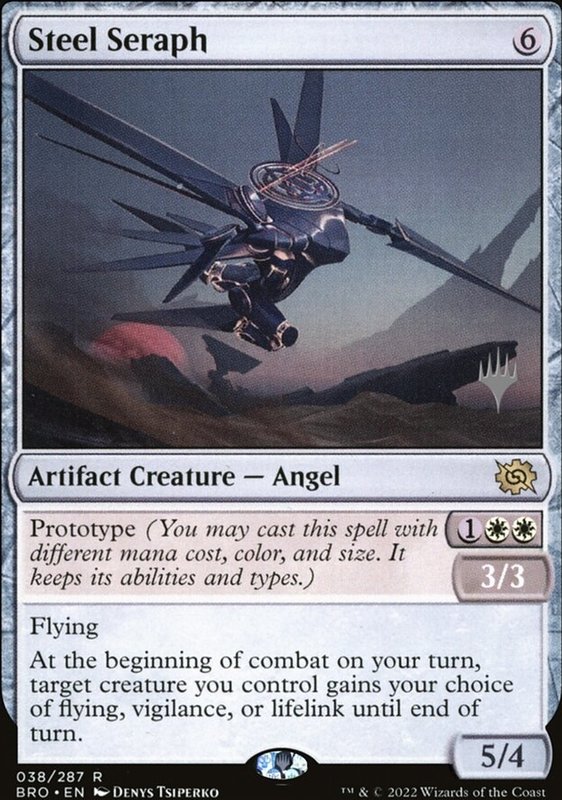 Steel Seraph 6
Artifact Creature — Angel
Prototype (You may cast this spell with 1
different mana cost, color, and size. It
keeps its abilities and types.)
3/3
Flying
At the beginning of combat on your turn,
target creature you control gains your choice
of flying, vigilance, or lifelink until end of
turn.
5/4
038/287 R
BRO • EN DENYS TSIPERKO ™ & © 2022 Wizards of the Coast